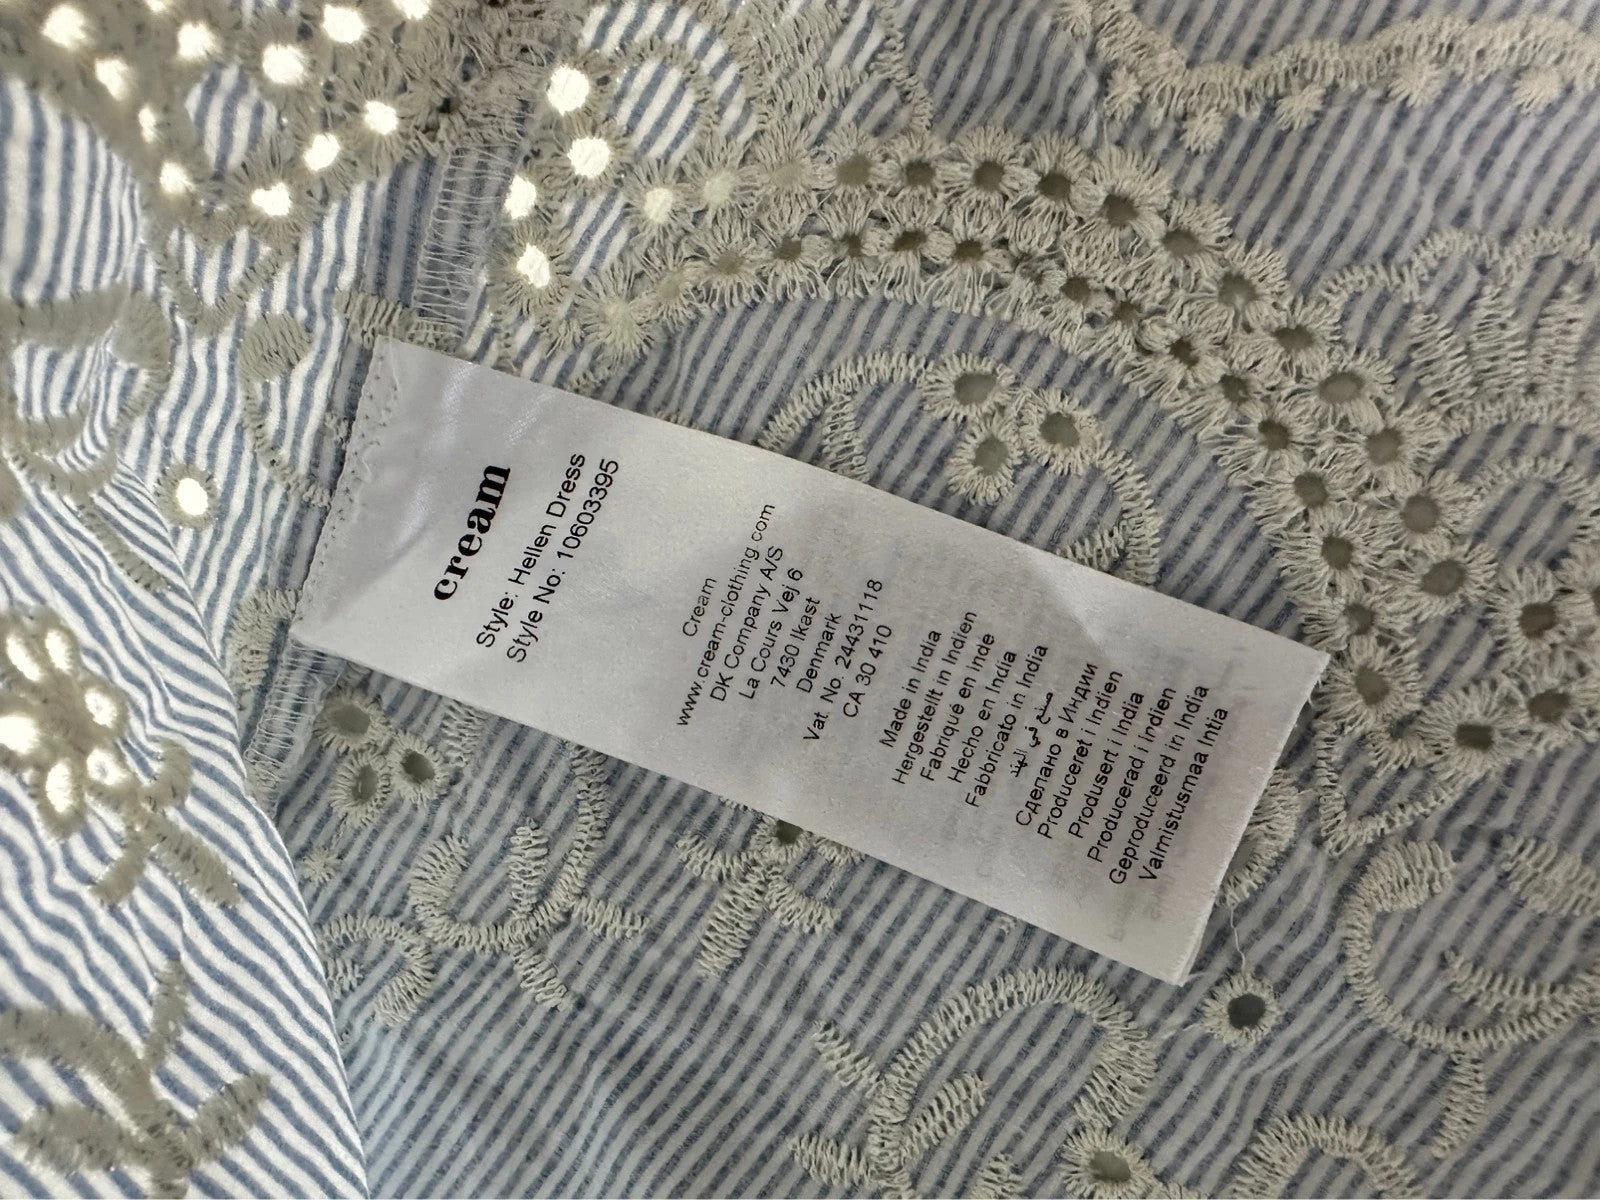 cream
Style: Hellen Dress
Style No: 10603395
Cream
www.cream-clothing.com
DK Company A/S
La Cours Vej 6
7430 Ikast
Denmark
Vat No. 24431118
CA 30 410
Made in India
Hergestellt in Indien
Fabriqué en inde
Hecho en India
Fabbricato in India
صنع في الهند
Сделано в Индии
Produceret i Indien
Produsert i India
Producerad i Indien
Geproduceerd in India
Valmistusmaa Intia